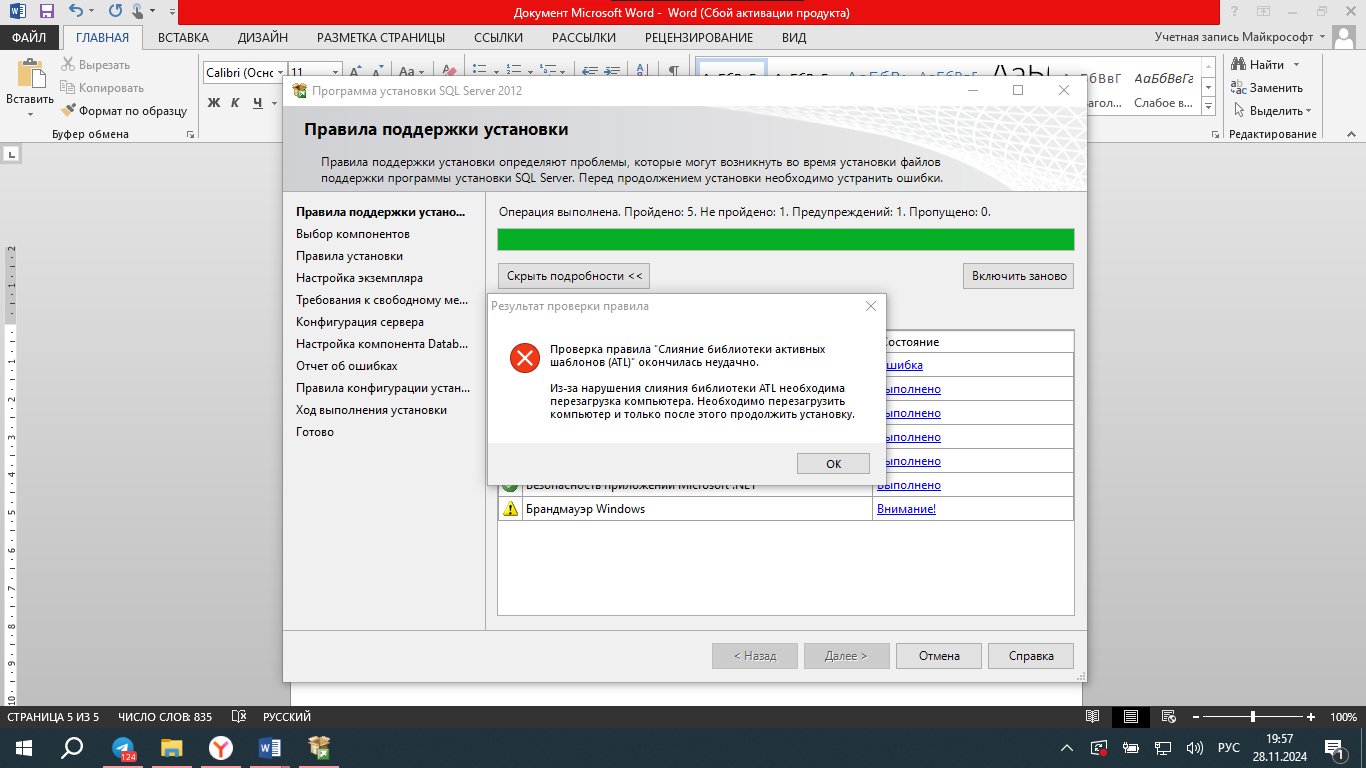 Документ Microsoft Word - Word (Сбой активации продукта)
ФАЙЛ ГЛАВНАЯ ВСТАВКА ДИЗАЙН РАЗМЕТКА СТРАНИЦЫ ССЫЛКИ РАССЫЛКИ РЕЦЕНЗИРОВАНИЕ ВИД Учетная запись Майкрософт
Вставить
Вырезать
Копировать
Формат по образцу
Буфер обмена
Calibri (Оснс 11
Ж К Ч
Слабое в...
Найти
Заменить
Выделить
Редактирование
Программа установки SQL Server 2012
Правила поддержки установки
Правила поддержки установки определяют проблемы, которые могут возникнуть во время установки файлов
поддержки программы установки SQL Server. Перед продолжением установки необходимо устранить ошибки.
Правила поддержки устано...
Выбор компонентов
Правила установки
Настройка экземпляра
Требования к свободному ме...
Конфигурация сервера
Настройка компонента Datab...
Отчет об ошибках
Правила конфигурации устан...
Ход выполнения установки
Готово
Операция выполнена. Пройдено: 5. Не пройдено: 1. Предупреждений: 1. Пропущено: 0.
Скрыть подробности <<
Включить заново
Результат проверки правила
Проверка правила "Слияние библиотеки активных
шаблонов (ATL)" окончилась неудачно.
Из-за нарушения слияния библиотеки ATL необходима
перезагрузка компьютера. Необходимо перезагрузить
компьютер и только после этого продолжить установку.
ОК
Состояние
Ошибка
Выполнено
Выполнено
Выполнено
Выполнено
Безопасность приложений Microsoft .NET Выполнено
Брандмауэр Windows Внимание!
< Назад Далее > Отмена Справка
СТРАНИЦА 5 ИЗ 5 ЧИСЛО СЛОВ: 835 РУССКИЙ 100%
124
РУС
19:57
28.11.2024
1